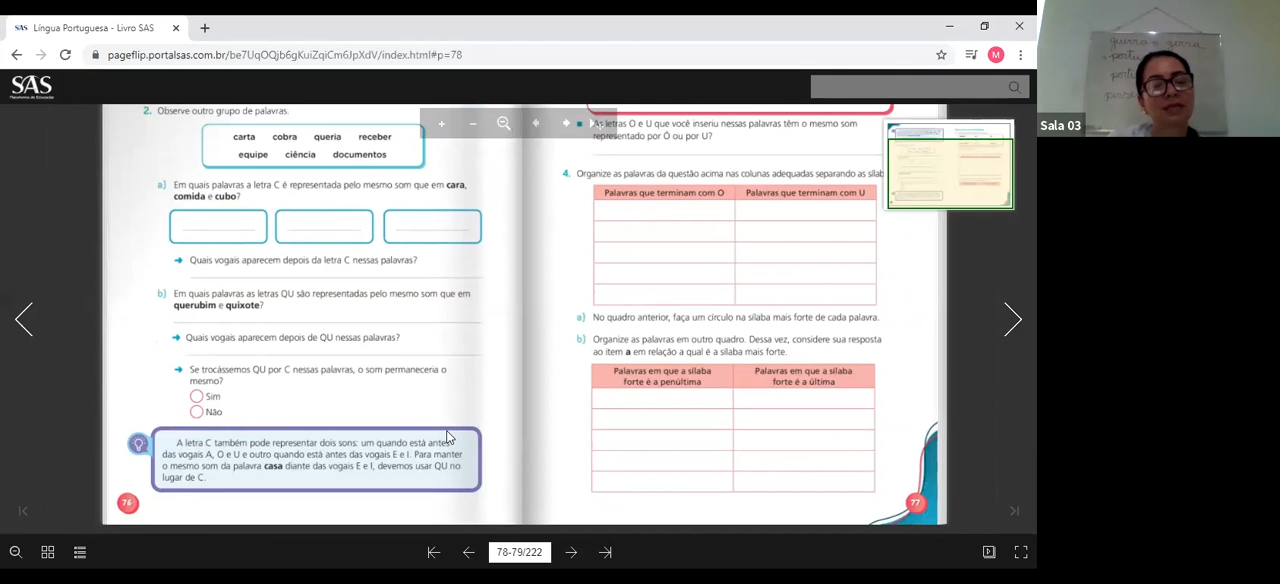 SAS Língua Portuguesa - Livro SAS
pageflip.portalsas.com.br/be7UqOQjb6gKuiZqiCm6JpXdV/index.html#p=78
M
SAS
Plataforma de Educação
2. Observe outro grupo de palavras.
carta cobra queria receber
equipe ciência documentos
a) Em quais palavras a letra C é representada pelo mesmo som que em cara,
comida e cubo?
Quais vogais aparecem depois da letra C nessas palavras?
b) Em quais palavras as letras QU são representadas pelo mesmo som que em
querubim e quixote?
Quais vogais aparecem depois de QU nessas palavras?
Se trocássemos QU por C nessas palavras, o som permaneceria o
mesmo?
Sim
Não
A letra C também pode representar dois sons: um quando está antes
das vogais A, O e U e outro quando está antes das vogais E e I. Para manter
o mesmo som da palavra casa diante das vogais E e I, devemos usar QU no
lugar de C.
76
As letras O e U que você inseriu nessas palavras têm o mesmo som
representado por Ó ou por U?
4. Organize as palavras da questão acima nas colunas adequadas separando as sílab
Palavras que terminam com O Palavras que terminam com U
a) No quadro anterior, faça um círculo na sílaba mais forte de cada palavra.
b) Organize as palavras em outro quadro. Dessa vez, considere sua resposta
ao item a em relação a qual é a sílaba mais forte.
Palavras em que a sílaba
forte é a penúltima
Palavras em que a sílaba
forte é a última
77
78-79/222
guerra
Sala 03